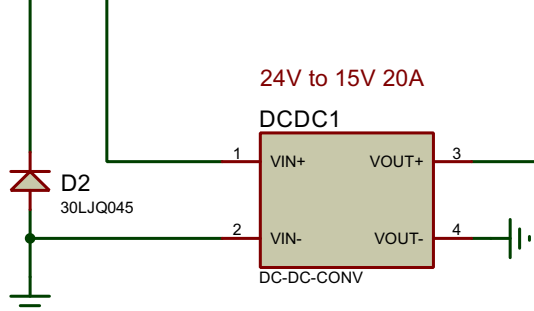 24V to 15V 20A
DCDC1
1 VIN+ VOUT+ 3
D2
30LJQ045
2 VIN- VOUT- 4
DC-DC-CONV